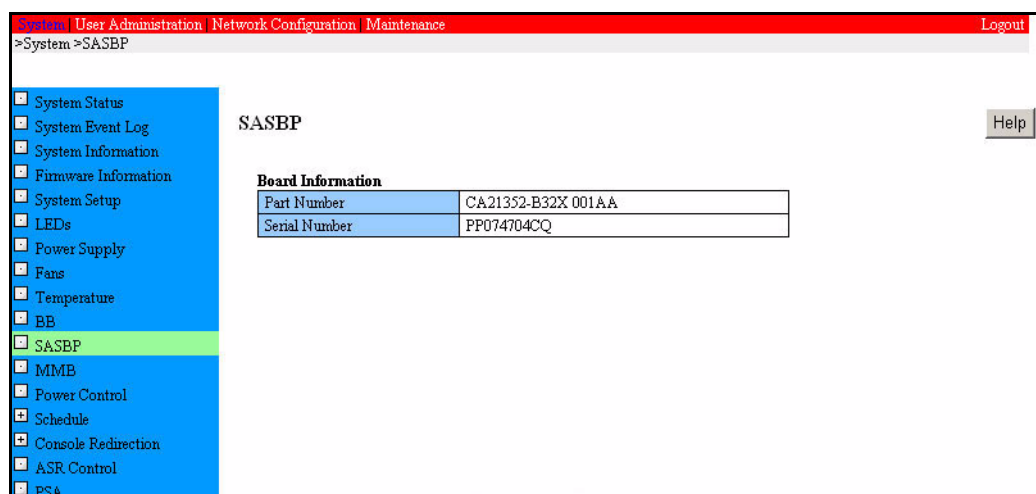 System | User Administration | Network Configuration | Maintenance Logout
>System >SASBP
System Status
System Event Log
System Information
Firmware Information
System Setup
LEDs
Power Supply
Fans
Temperature
BB
SASBP
MMB
Power Control
Schedule
Console Redirection
ASR Control
PSA
SASBP
Help
Board Information
Part Number CA21352-B32X 001AA
Serial Number PP074704CQ